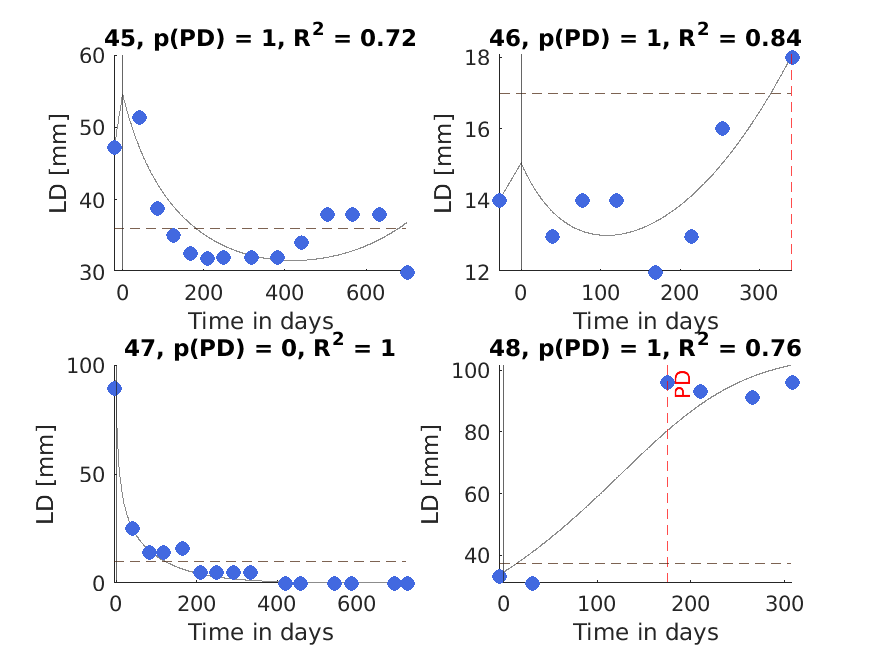 45, p(PD) = 1, R² = 0.72
60
50
40
30
LD [mm]
0 200 400 600
Time in days
46, p(PD) = 1, R² = 0.84
18
16
14
12
LD [mm]
0 100 200 300
Time in days
47, p(PD) = 0, R² = 1
100
50
0
LD [mm]
0 200 400 600
Time in days
48, p(PD) = 1, R² = 0.76
100
80
60
40
LD [mm]
PD
0 100 200 300
Time in days